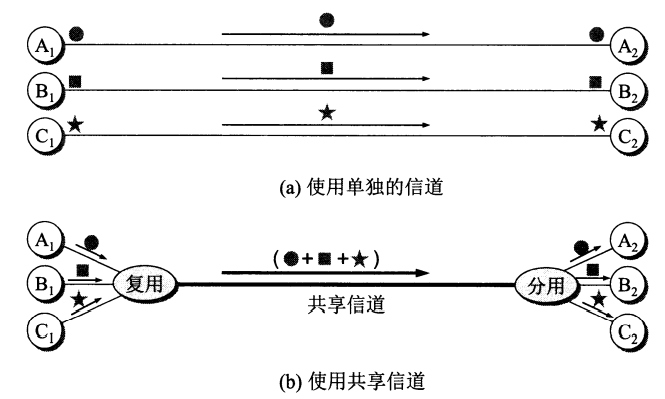 A₁ A₂
B₁ B₂
C₁ C₂
(a) 使用单独的信道
A₁ A₂
(●+■+★)
B₁ 复用 分用 B₂
共享信道
C₁ C₂
(b) 使用共享信道